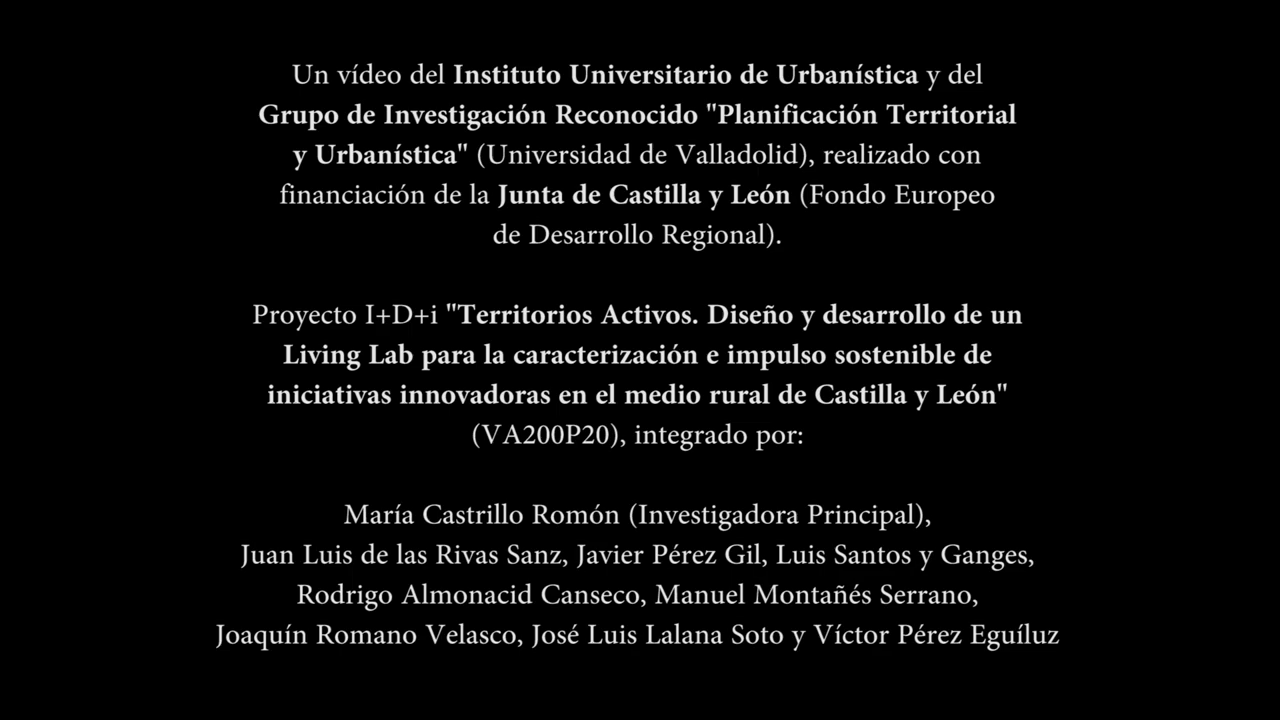 Un vídeo del Instituto Universitario de Urbanística y del
Grupo de Investigación Reconocido "Planificación Territorial
y Urbanística" (Universidad de Valladolid), realizado con
financiación de la Junta de Castilla y León (Fondo Europeo
de Desarrollo Regional).
Proyecto I+D+i "Territorios Activos. Diseño y desarrollo de un
Living Lab para la caracterización e impulso sostenible de
iniciativas innovadoras en el medio rural de Castilla y León"
(VA200P20), integrado por:
María Castrillo Romón (Investigadora Principal),
Juan Luis de las Rivas Sanz, Javier Pérez Gil, Luis Santos y Ganges,
Rodrigo Almonacid Canseco, Manuel Montañés Serrano,
Joaquín Romano Velasco, José Luis Lalana Soto y Víctor Pérez Eguíluz